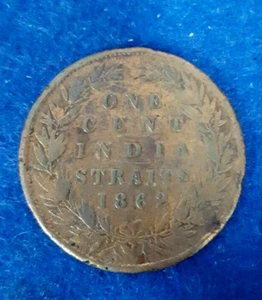 ONE
CENT
INDIA
STRAITS
1862